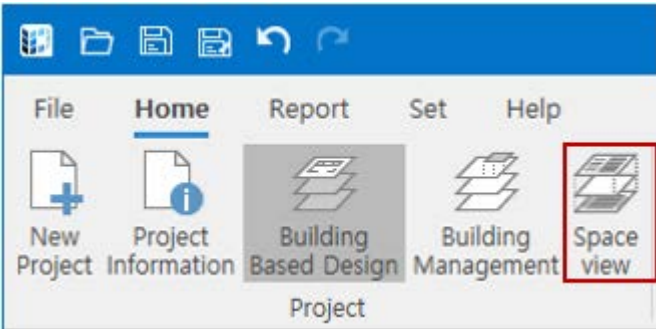 File Home Report Set Help
New Project
Project Information
Building Based Design
Building Management
Space view
Project